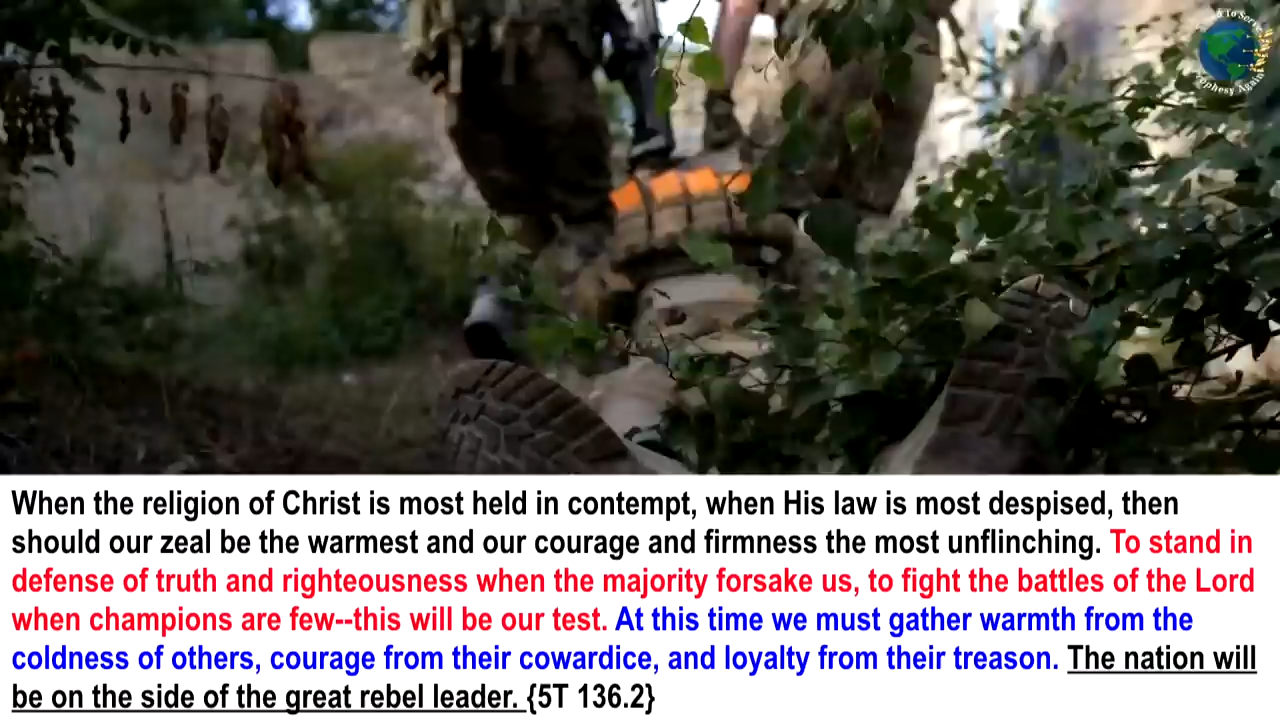 When the religion of Christ is most held in contempt, when His law is most despised, then
should our zeal be the warmest and our courage and firmness the most unflinching. To stand in
defense of truth and righteousness when the majority forsake us, to fight the battles of the Lord
when champions are few--this will be our test. At this time we must gather warmth from the
coldness of others, courage from their cowardice, and loyalty from their treason. The nation will
be on the side of the great rebel leader. {5T 136.2}